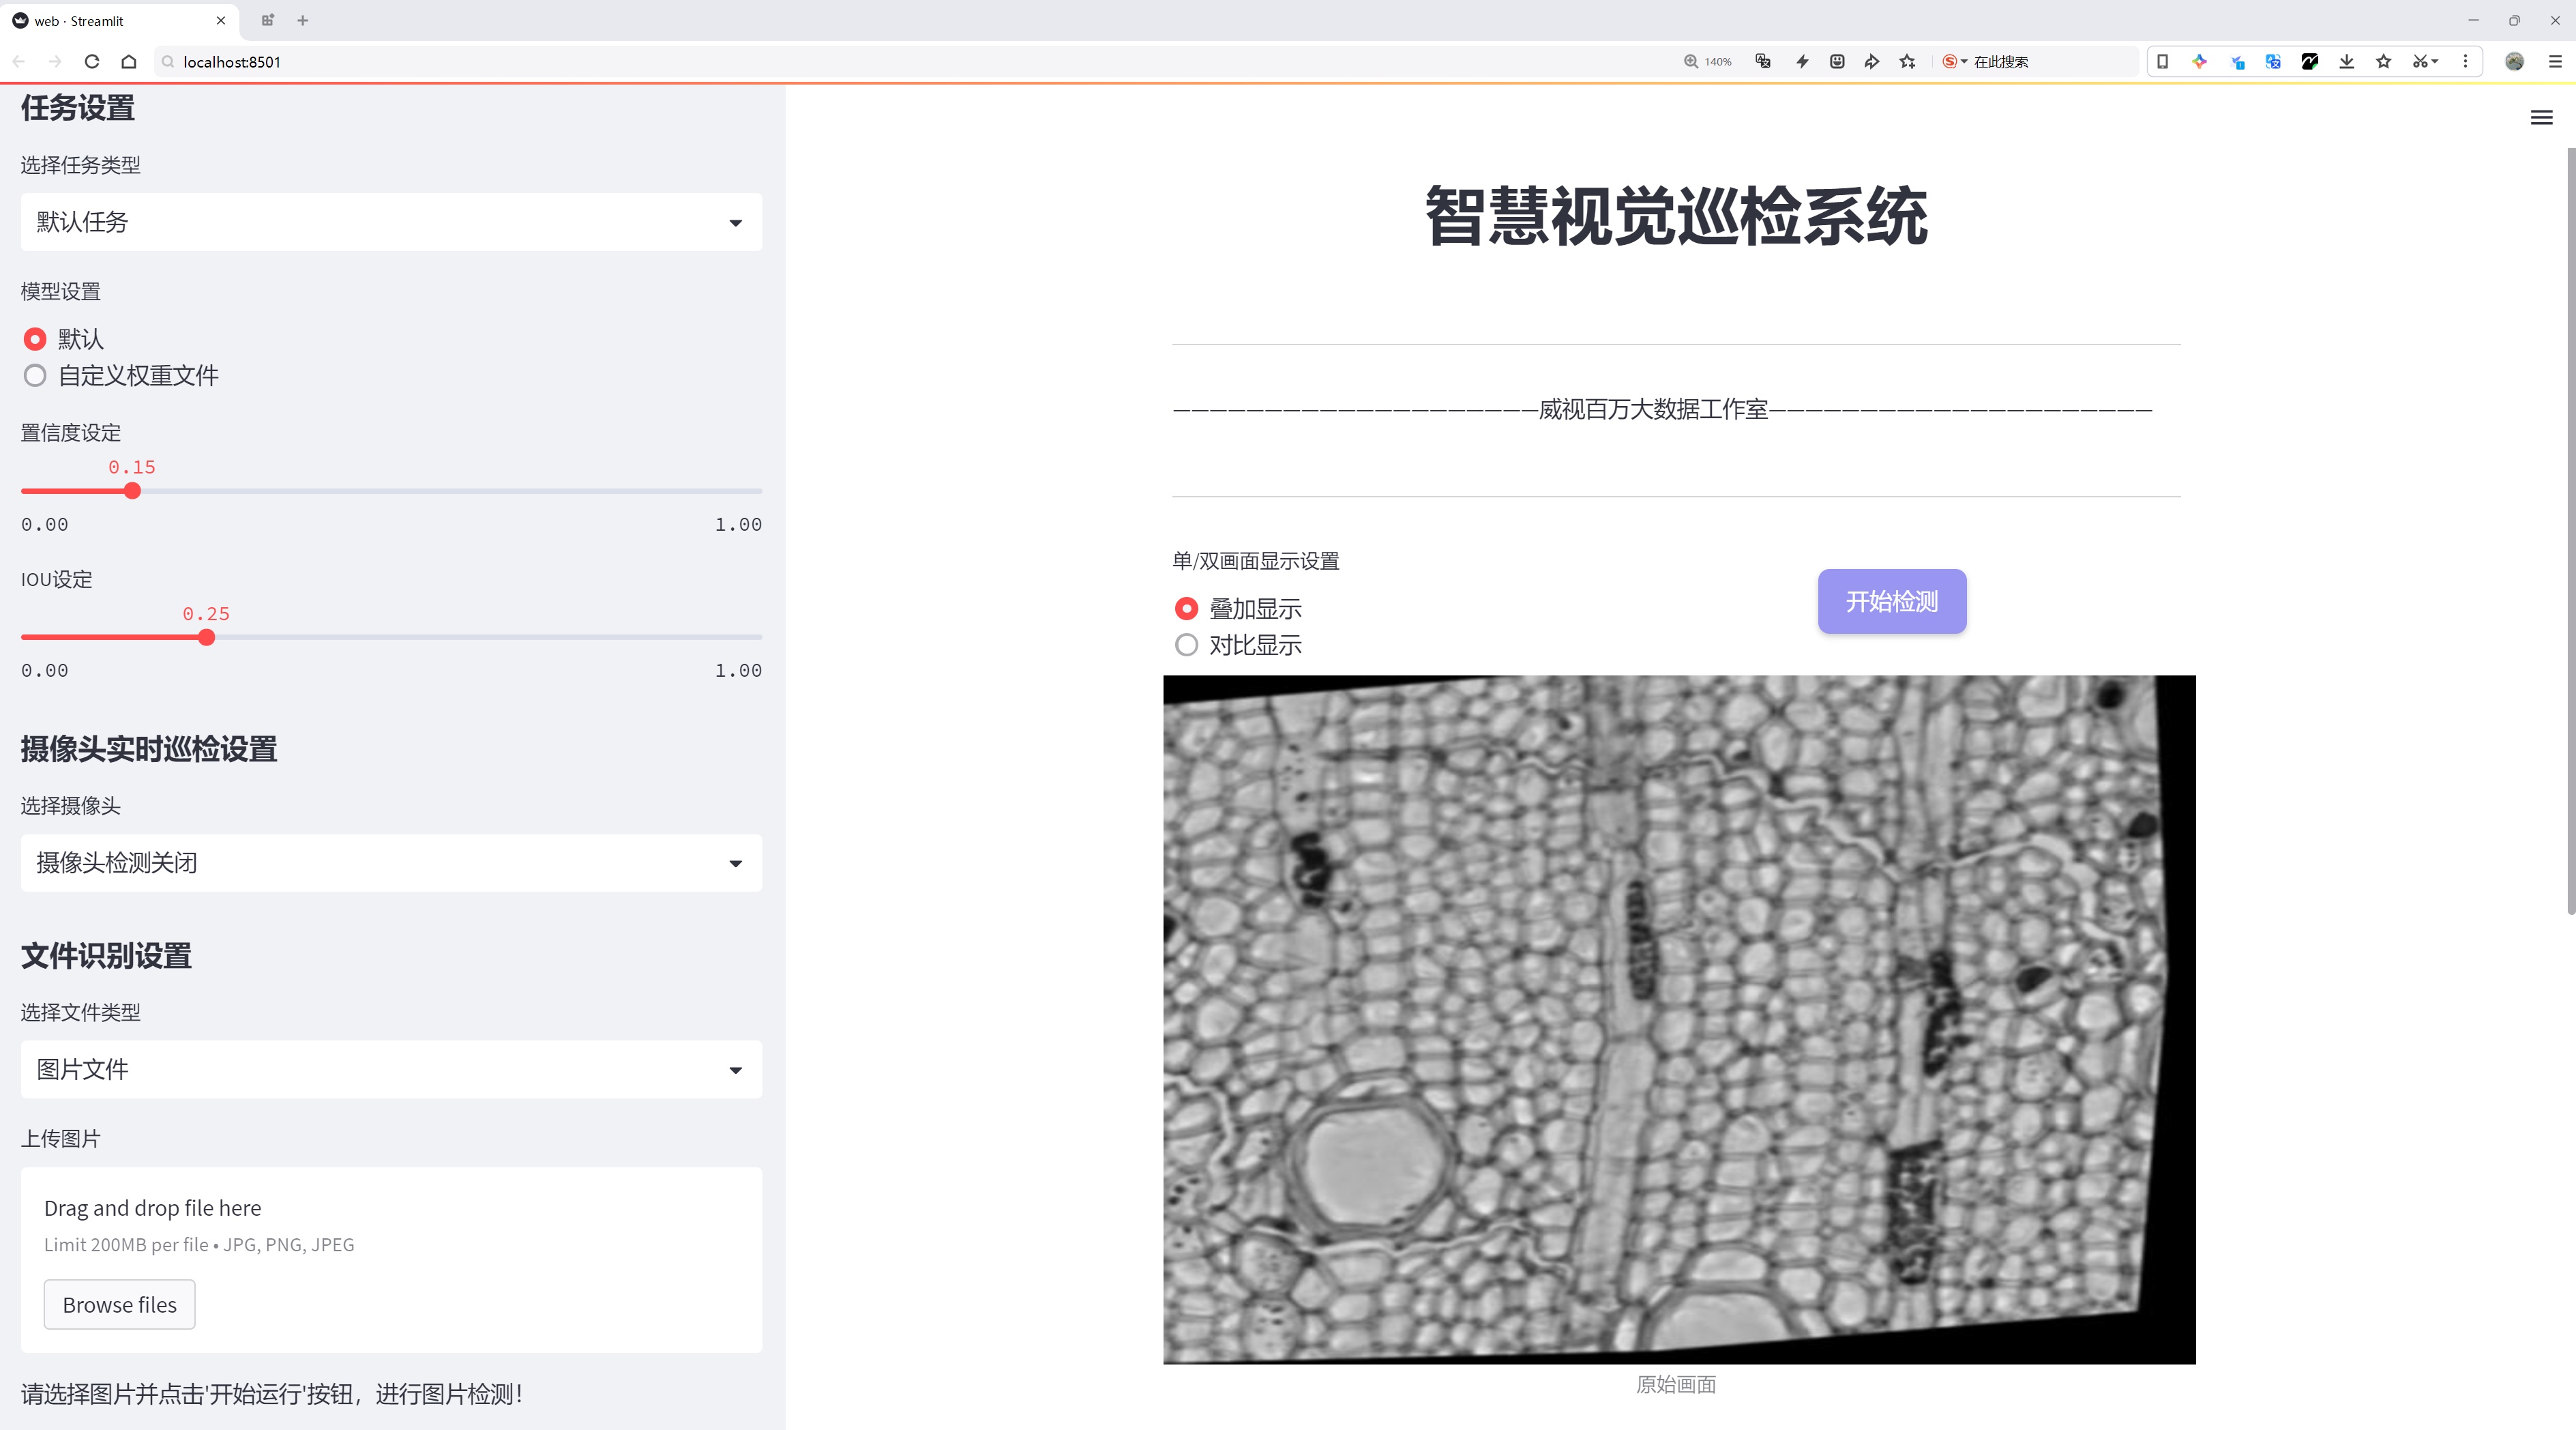 web · Streamlit
localhost:8501
140%
在此搜索
任务设置
选择任务类型
默认任务
模型设置
默认
自定义权重文件
置信度设定
0.15
0.00
1.00
IOU设定
0.25
0.00
1.00
摄像头实时巡检设置
选择摄像头
摄像头检测关闭
文件识别设置
选择文件类型
图片文件
上传图片
Drag and drop file here
Limit 200MB per file • JPG, PNG, JPEG
Browse files
请选择图片并点击'开始运行'按钮，进行图片检测！
智慧视觉巡检系统
—————————————————————威视百万大数据工作室—————————————————————
单/双画面显示设置
叠加显示
对比显示
开始检测
原始画面